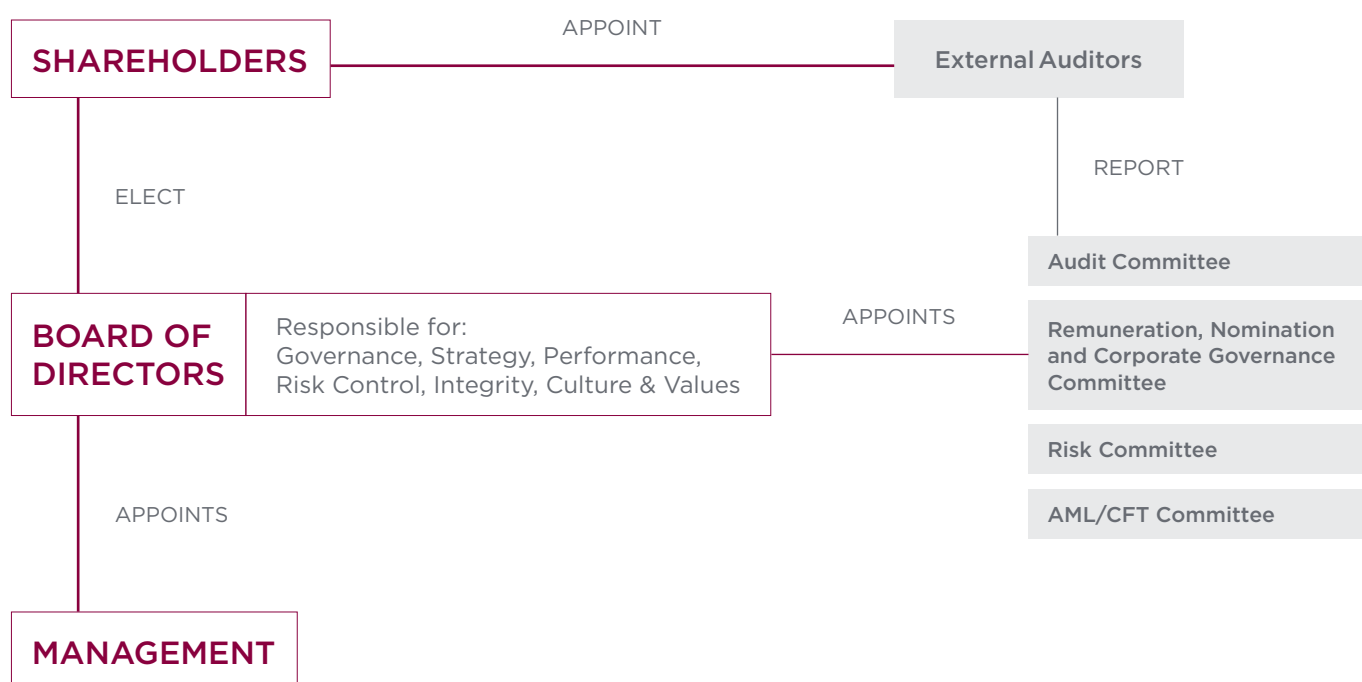 APPOINT
SHAREHOLDERS
External Auditors
REPORT
ELECT
Audit Committee
BOARD OF
DIRECTORS
Responsible for:
Governance, Strategy, Performance,
Risk Control, Integrity, Culture & Values
APPOINTS
Remuneration, Nomination
and Corporate Governance
Committee
Risk Committee
AML/CFT Committee
APPOINTS
MANAGEMENT